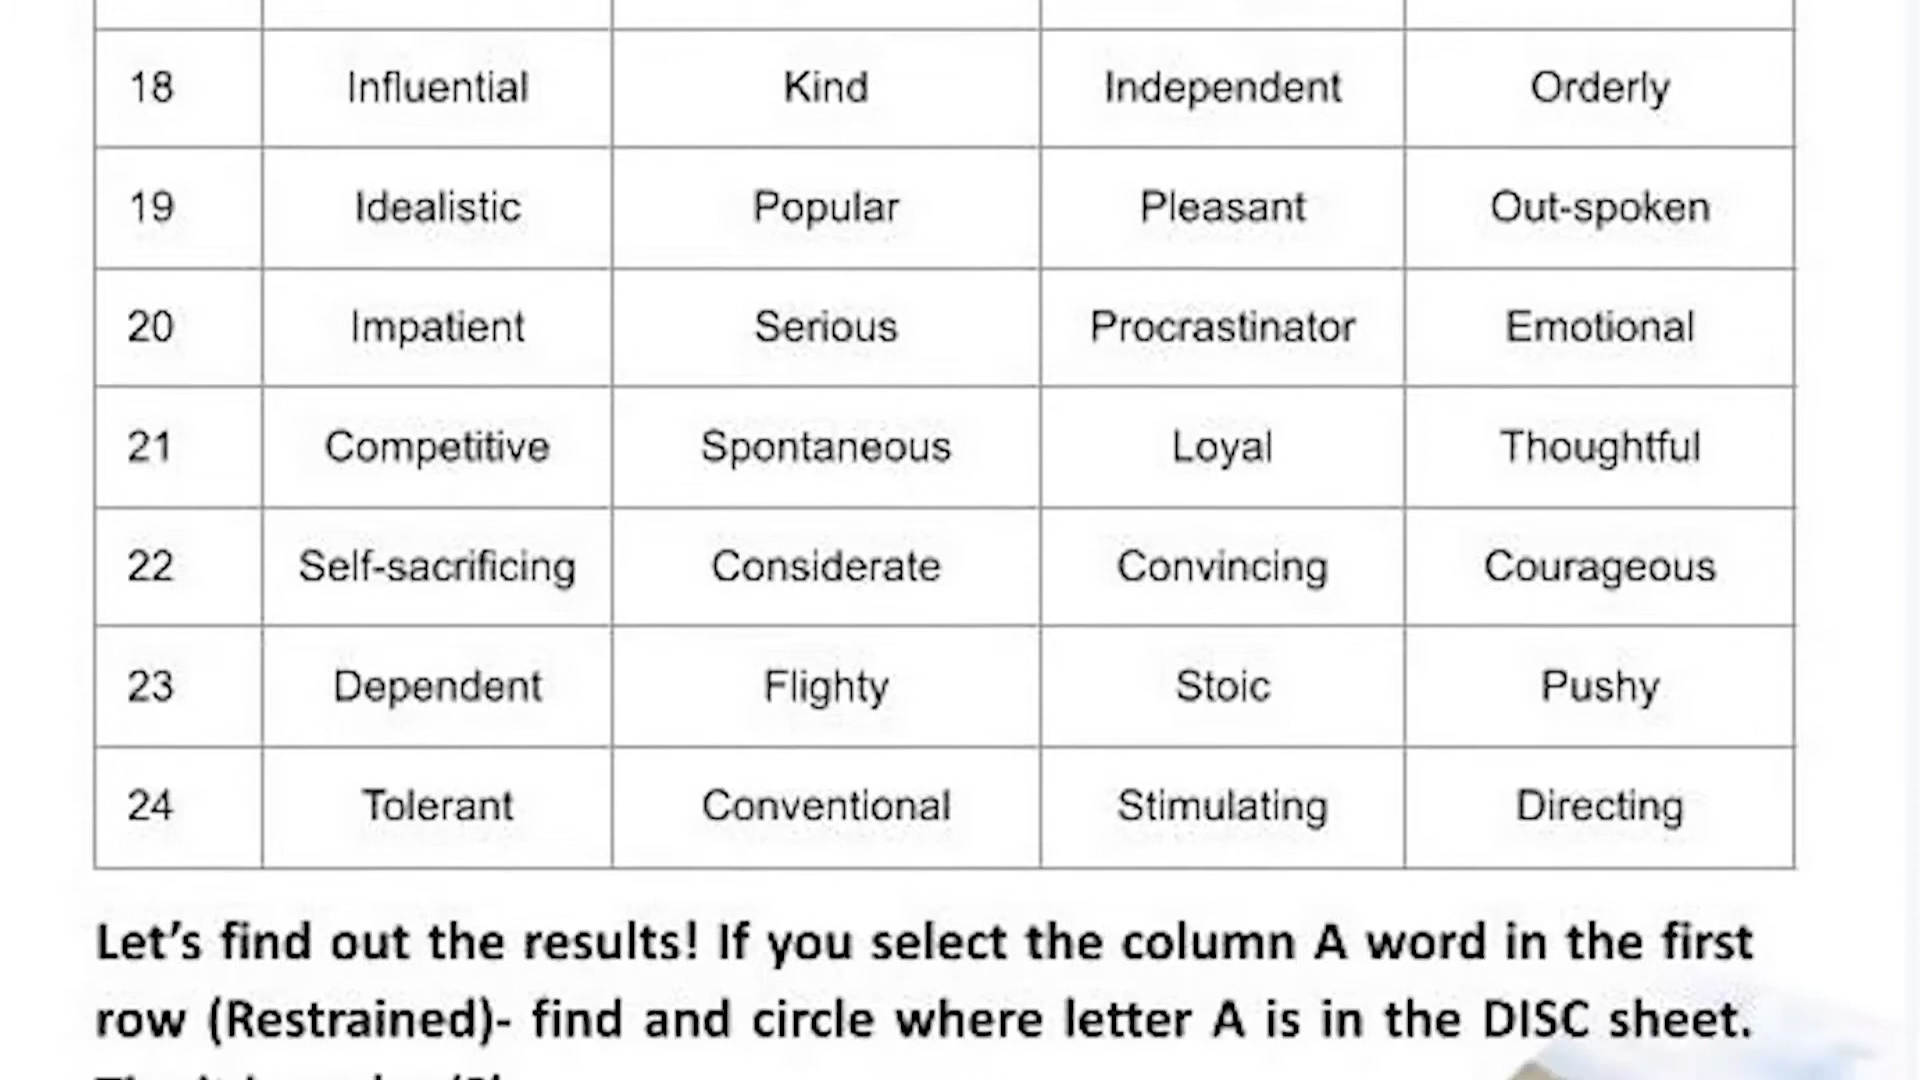 18 Influential Kind Independent Orderly
19 Idealistic Popular Pleasant Out-spoken
20 Impatient Serious Procrastinator Emotional
21 Competitive Spontaneous Loyal Thoughtful
22 Self-sacrificing Considerate Convincing Courageous
23 Dependent Flighty Stoic Pushy
24 Tolerant Conventional Stimulating Directing
Let’s find out the results! If you select the column A word in the first
row (Restrained)- find and circle where letter A is in the DISC sheet.